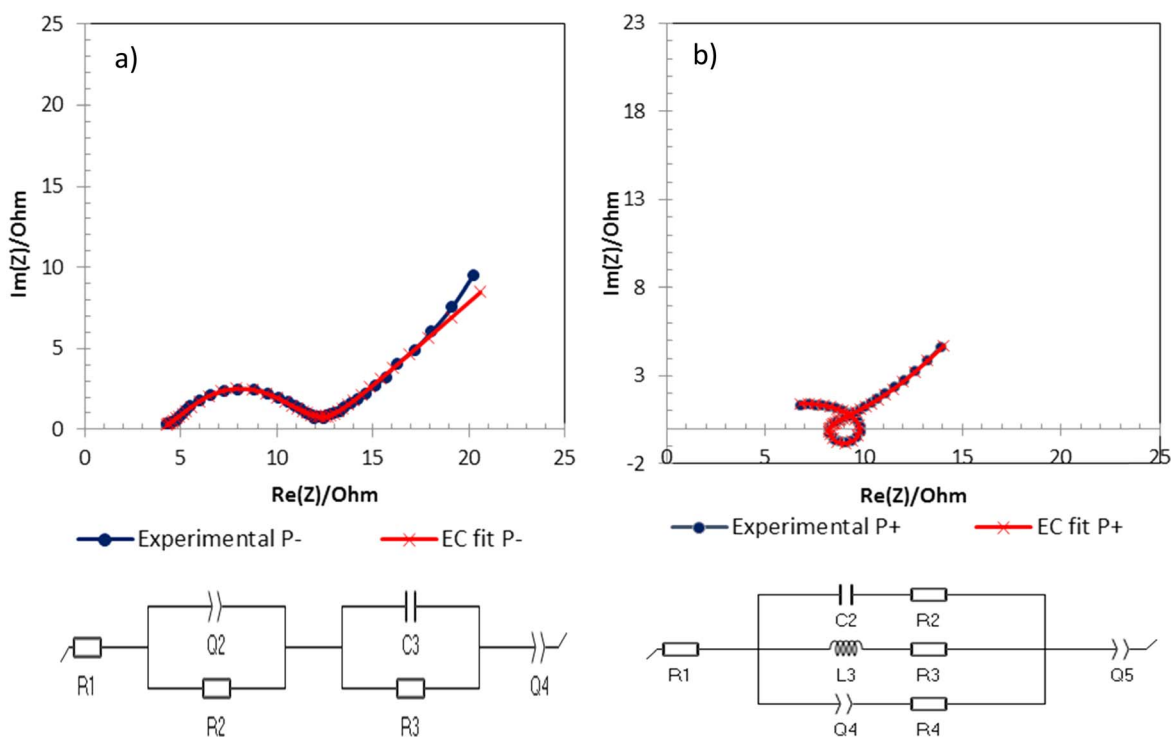 a)
25
20
15
10
5
0
Im(Z)/Ohm
0 5 10 15 20 25
Re(Z)/Ohm
Experimental P- EC fit P-
R1
Q2
R2
C3
R3
Q4
b)
23
18
13
8
3
-2
Im(Z)/Ohm
0 5 10 15 20 25
Re(Z)/Ohm
Experimental P+ EC fit P+
R1
C2 R2
L3 R3
Q4 R4
Q5